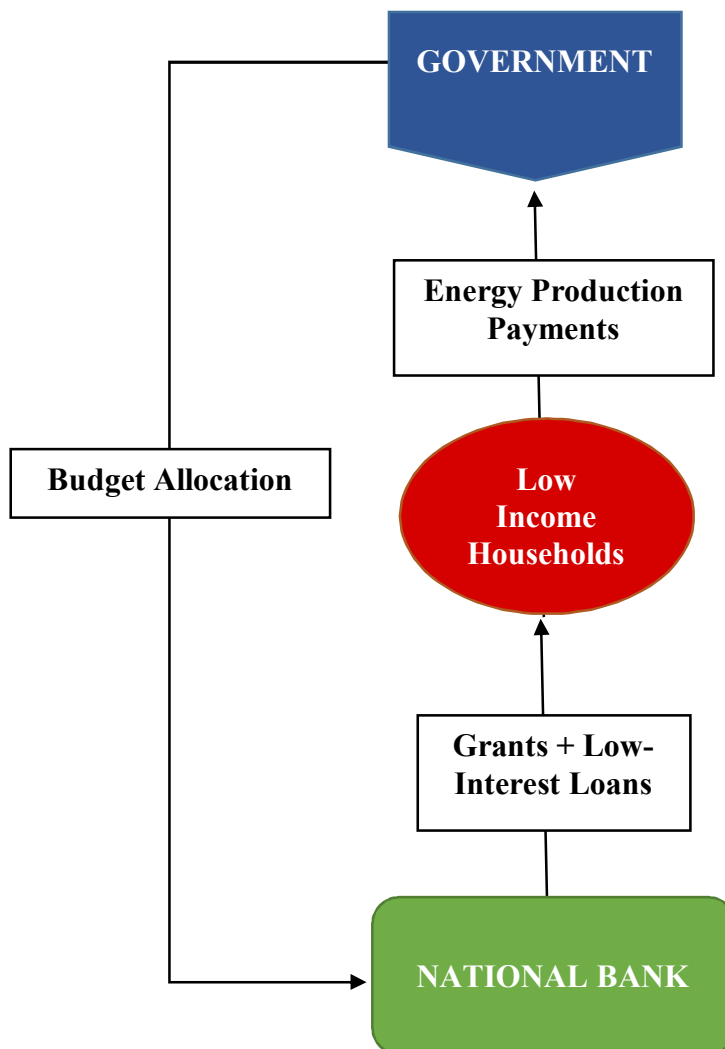 GOVERNMENT
Energy Production
Payments
Budget Allocation
Low
Income
Households
Grants + Low-
Interest Loans
NATIONAL BANK